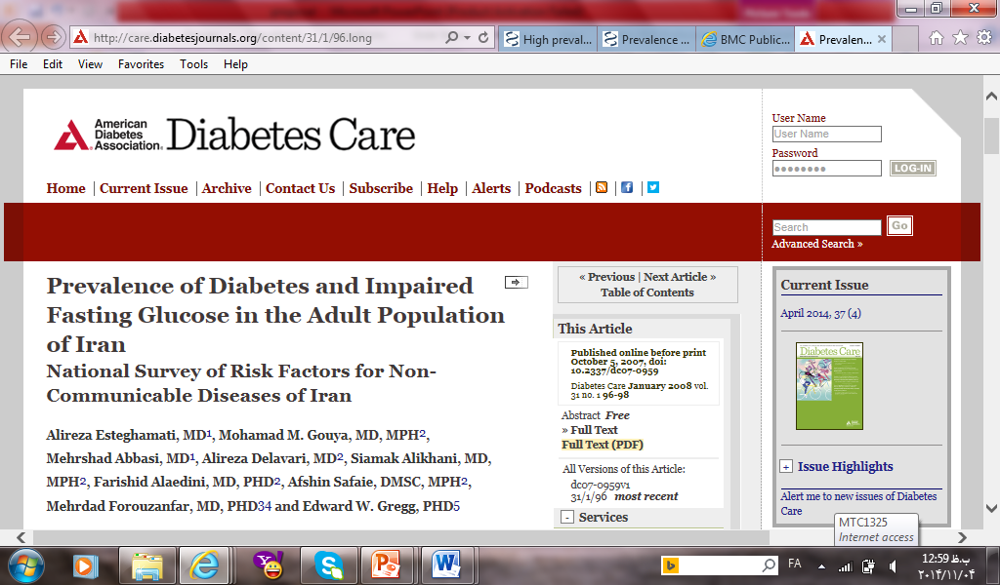 http://care.diabetesjournals.org/content/31/1/96.long
High preval...
Prevalence ...
BMC Public...
Prevalen...
File Edit View Favorites Tools Help
American Diabetes Association.
Diabetes Care
User Name
User Name
Password
LOG-IN
Home | Current Issue | Archive | Contact Us | Subscribe | Help | Alerts | Podcasts
Search
Go
Advanced Search »
Prevalence of Diabetes and Impaired
Fasting Glucose in the Adult Population
of Iran
National Survey of Risk Factors for Non-
Communicable Diseases of Iran
Alireza Esteghamati, MD1, Mohamad M. Gouya, MD, MPH2,
Mehrshad Abbasi, MD1, Alireza Delavari, MD2, Siamak Alikhani, MD,
MPH2, Farishid Alaedini, MD, PHD2, Afshin Safaie, DMSC, MPH2,
Mehrdad Forouzanfar, MD, PHD34 and Edward W. Gregg, PHD5
« Previous | Next Article »
Table of Contents
This Article
Published online before print
October 5, 2007, doi:
10.2337/dc07-0959
Diabetes Care January 2008 vol.
31 no. 1 96-98
Abstract Free
» Full Text
Full Text (PDF)
All Versions of this Article:
dc07-0959v1
31/1/96 most recent
Services
Current Issue
April 2014, 37 (4)
Diabetes Care
Issue Highlights
Alert me to new issues of Diabetes
Care
MTC1325
Internet access
FA
12:59 ب.ظ
۲۰۱۴/۱۱/۰۴